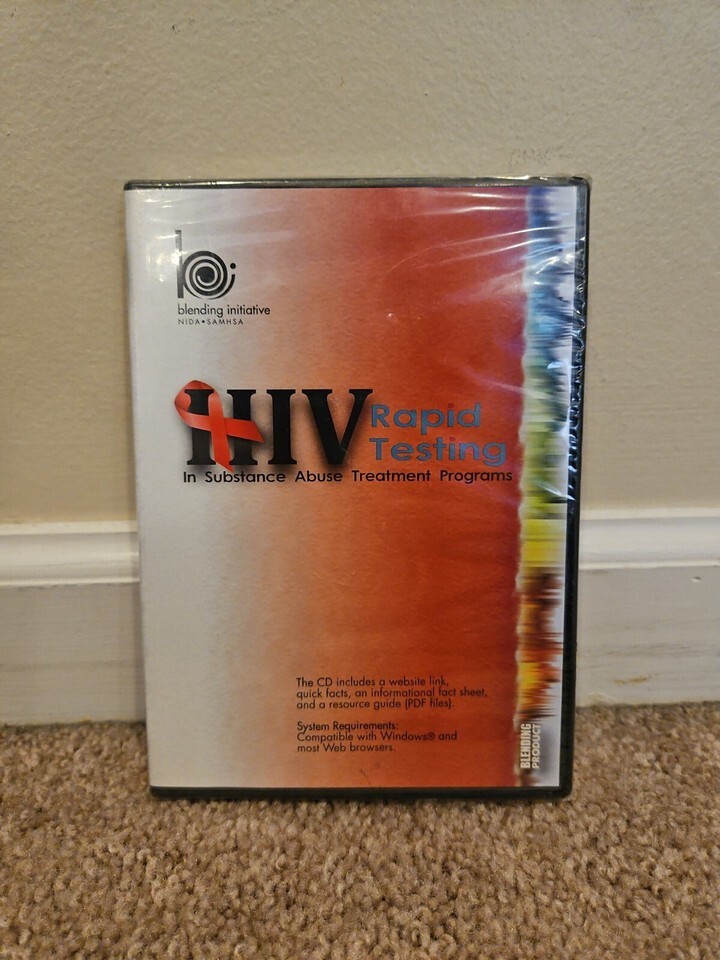 bi
blending initiative
NIDA•SAMHSA
HIV Rapid
Testing
In Substance Abuse Treatment Programs
The CD includes a website link,
quick facts, an informational fact sheet,
and a resource guide (PDF files).
System Requirements:
Compatible with Windows® and
most Web browsers.
BLENDING
PRODUCT